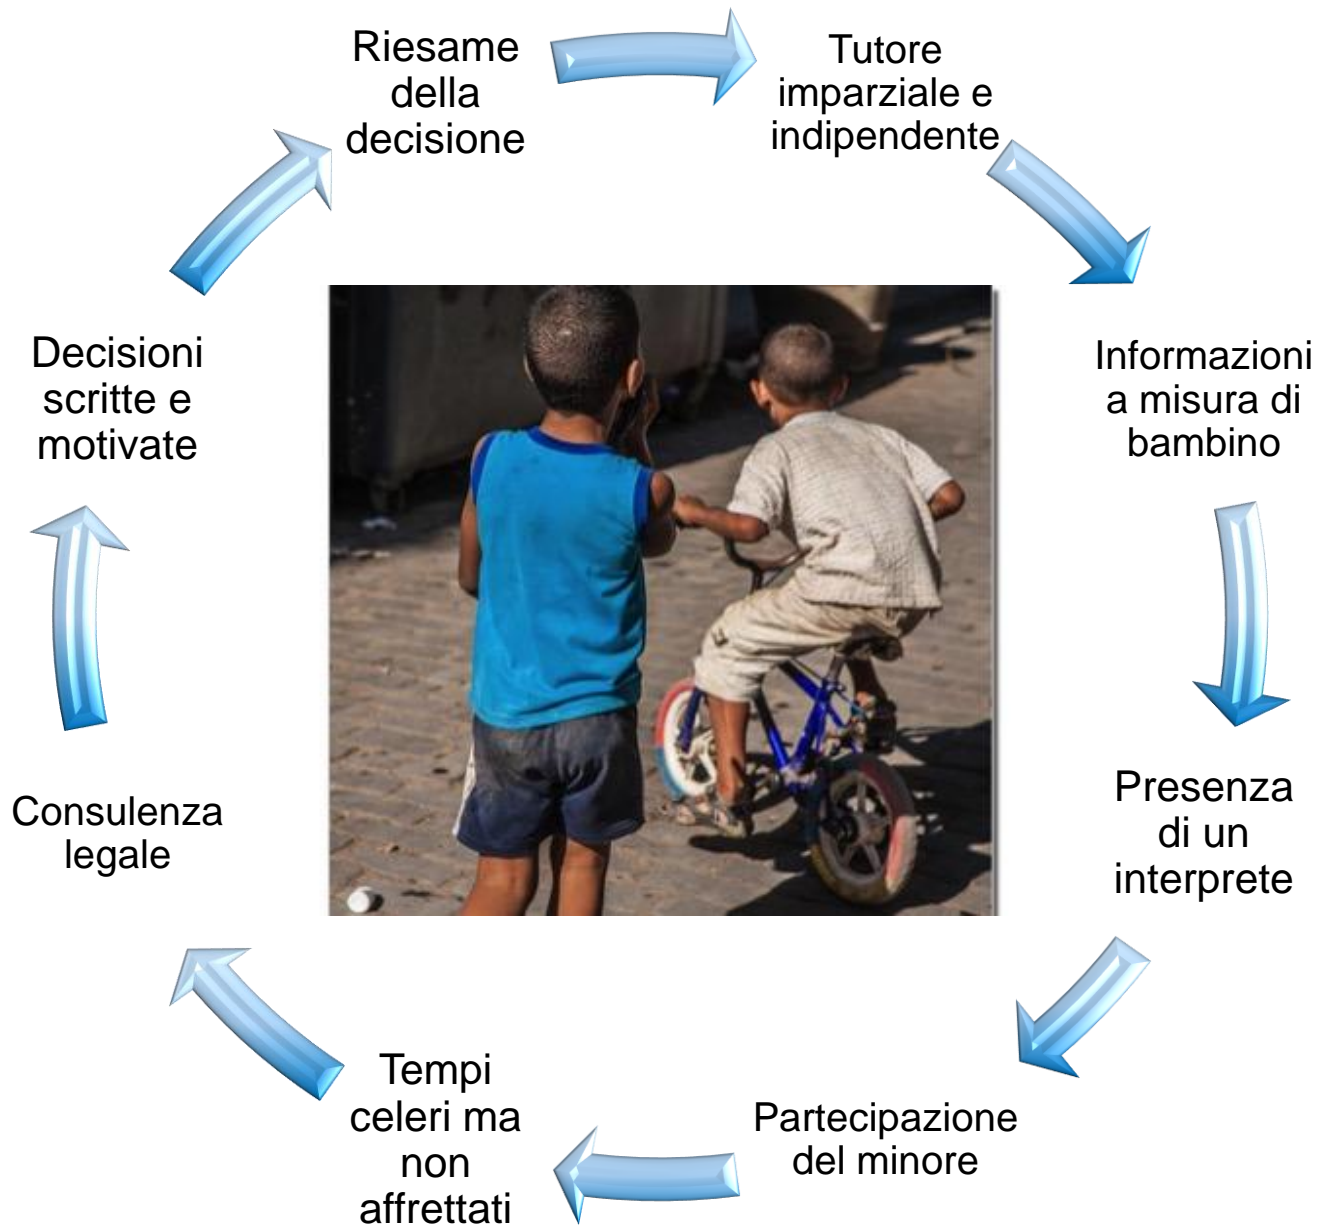 Riesame
della
decisione
Tutore
imparziale e
indipendente
Informazioni
a misura di
bambino
Presenza
di un
interprete
Partecipazione
del minore
Tempi
celeri ma
non
affrettati
Consulenza
legale
Decisioni
scritte e
motivate